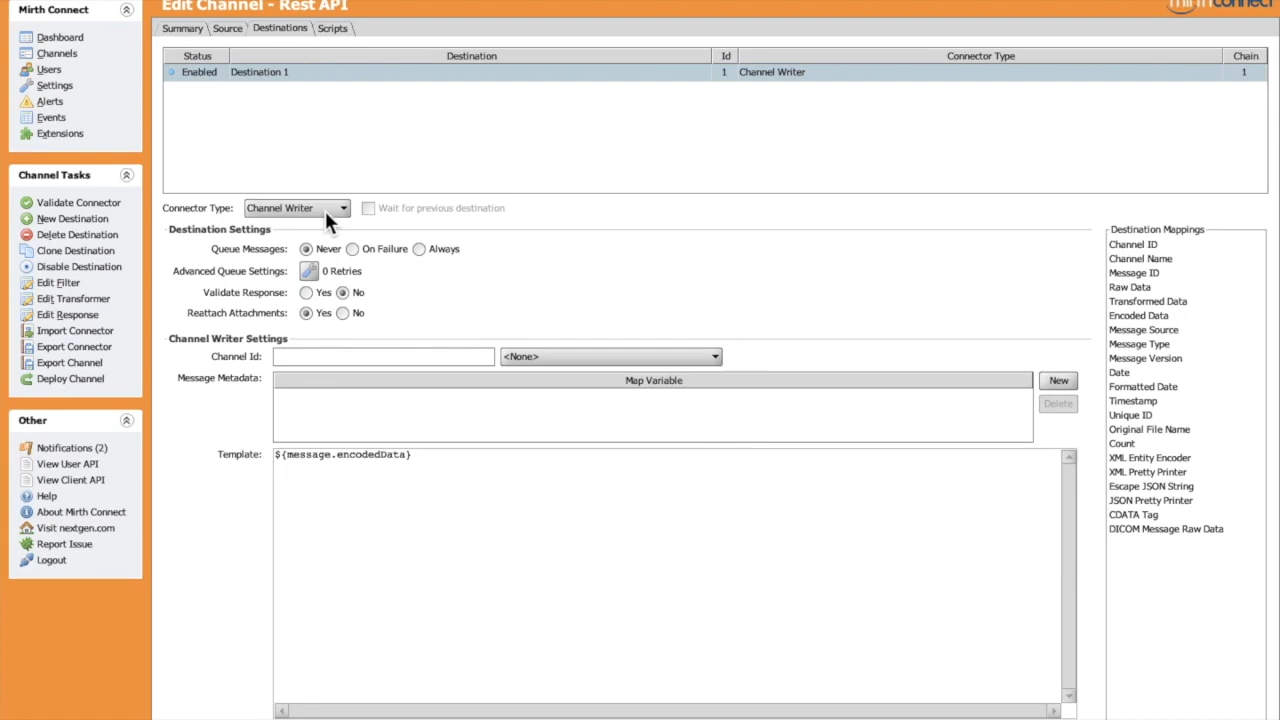 Mirth Connect
Edit Channel - Rest API
mirth connect
Dashboard
Channels
Users
Settings
Alerts
Events
Extensions
Channel Tasks
Validate Connector
New Destination
Delete Destination
Clone Destination
Disable Destination
Edit Filter
Edit Transformer
Edit Response
Import Connector
Export Connector
Export Channel
Deploy Channel
Other
Notifications (2)
View User API
View Client API
Help
About Mirth Connect
Visit nextgen.com
Report Issue
Logout
Summary Source Destinations Scripts
Status Destination Id Connector Type Chain
Enabled Destination 1 1 Channel Writer 1
Connector Type: Channel Writer Wait for previous destination
Destination Settings
Queue Messages: Never On Failure Always
Advanced Queue Settings: 0 Retries
Validate Response: Yes No
Reattach Attachments: Yes No
Channel Writer Settings
Channel Id: <None>
Message Metadata: Map Variable New
Delete
Template: ${message.encodedData}
Destination Mappings
Channel ID
Channel Name
Message ID
Raw Data
Transformed Data
Encoded Data
Message Source
Message Type
Message Version
Date
Formatted Date
Timestamp
Unique ID
Original File Name
Count
XML Entity Encoder
XML Pretty Printer
Escape JSON String
JSON Pretty Printer
CDATA Tag
DICOM Message Raw Data